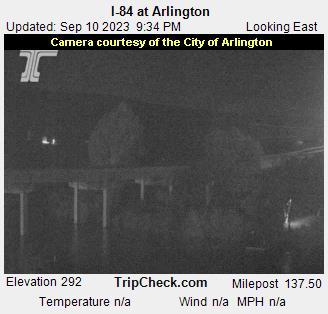 I-84 at Arlington
Updated: Sep 10 2023 9:34 PM Looking East
Camera courtesy of the City of Arlington
Elevation 292 TripCheck.com Milepost 137.50
Temperature n/a Wind n/a MPH n/a